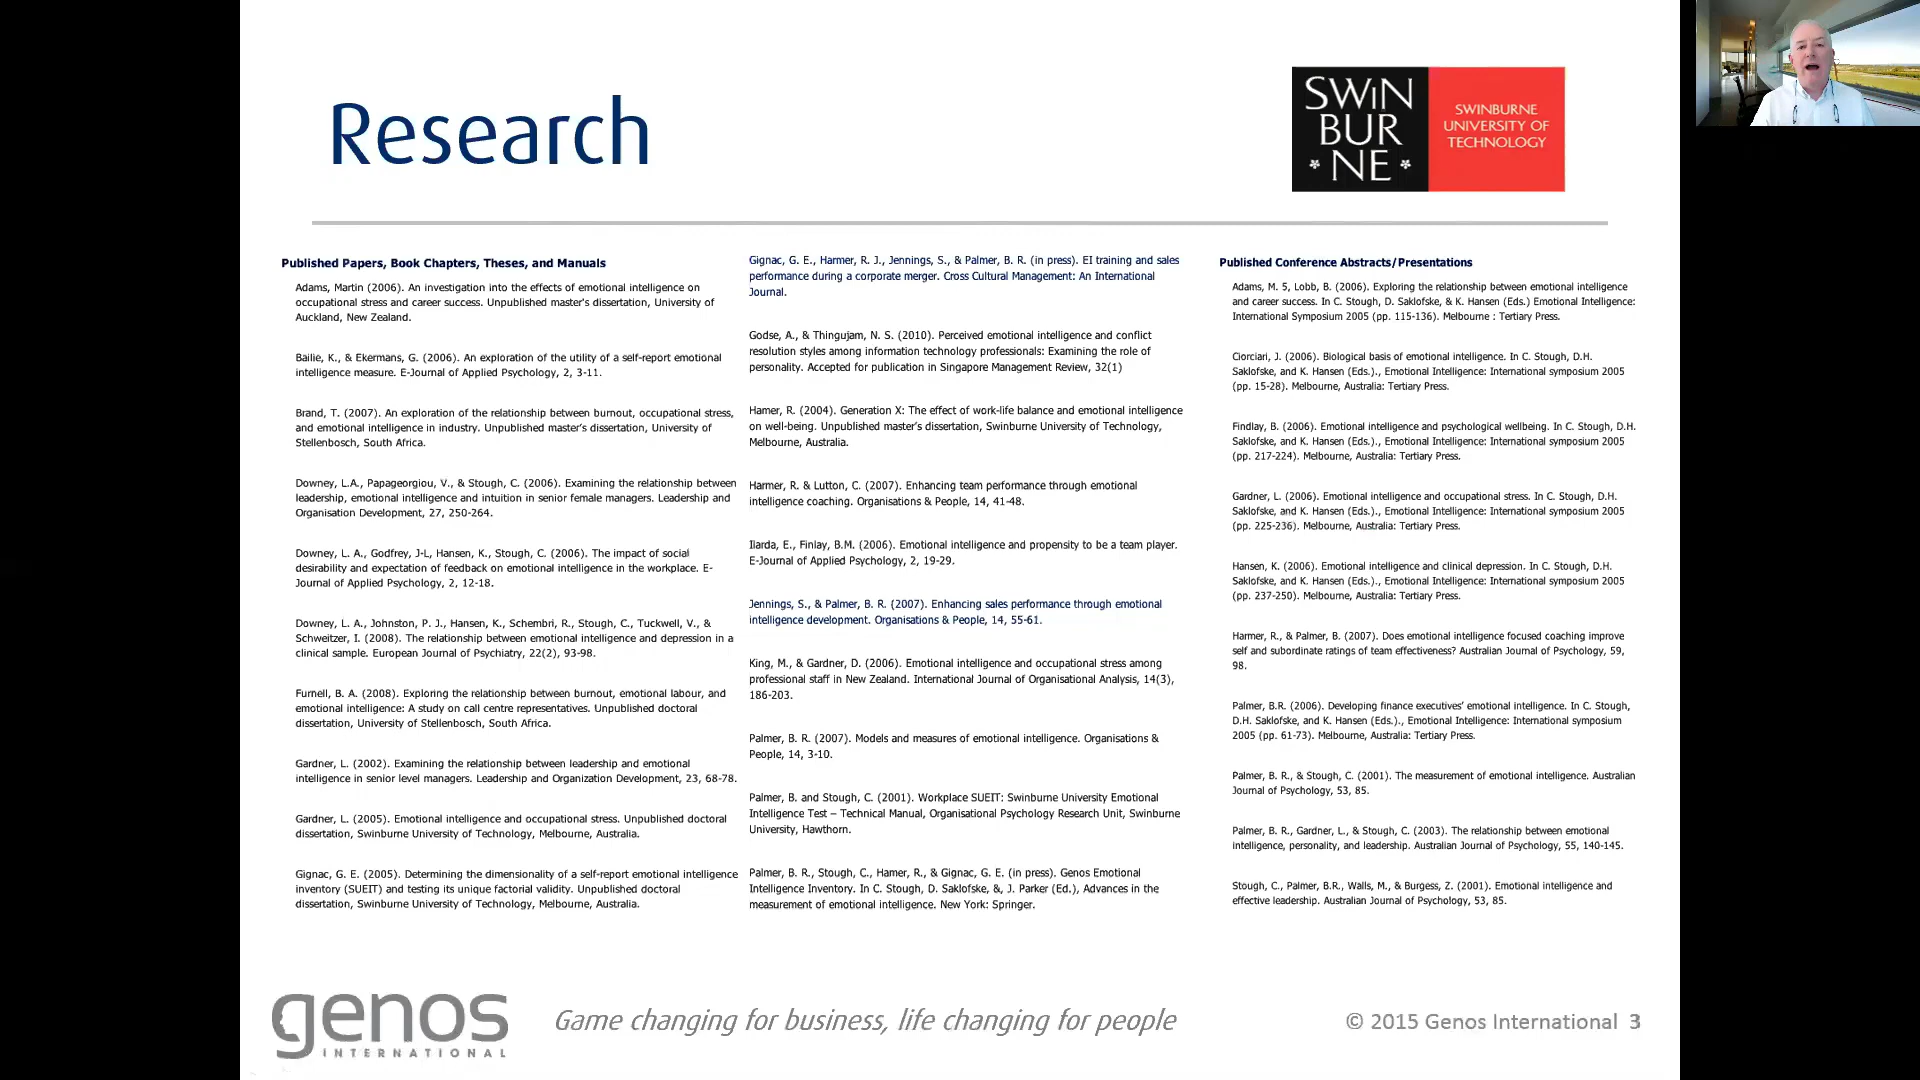 Research
SWIN
BUR
NE
SWINBURNE
UNIVERSITY OF
TECHNOLOGY
Published Papers, Book Chapters, Theses, and Manuals
Adams, Martin (2006). An investigation into the effects of emotional intelligence on
occupational stress and career success. Unpublished master's dissertation, University of
Auckland, New Zealand.
Bailie, K., & Ekermans, G. (2006). An exploration of the utility of a self-report emotional
intelligence measure. E-Journal of Applied Psychology, 2, 3-11.
Brand, T. (2007). An exploration of the relationship between burnout, occupational stress,
and emotional intelligence in industry. Unpublished master's dissertation, University of
Stellenbosch, South Africa.
Downey, L.A., Papageorgiou, V., & Stough, C. (2006). Examining the relationship between
leadership, emotional intelligence and intuition in senior female managers. Leadership and
Organisation Development, 27, 250-264.
Downey, L. A., Godfrey, J-L, Hansen, K., Stough, C. (2006). The impact of social
desirability and expectation of feedback on emotional intelligence in the workplace. E-
Journal of Applied Psychology, 2, 12-18.
Downey, L. A., Johnston, P. J., Hansen, K., Schembri, R., Stough, C., Tuckwell, V., &
Schweitzer, I. (2008). The relationship between emotional intelligence and depression in a
clinical sample. European Journal of Psychiatry, 22(2), 93-98.
Furnell, B. A. (2008). Exploring the relationship between burnout, emotional labour, and
emotional intelligence: A study on call centre representatives. Unpublished doctoral
dissertation, University of Stellenbosch, South Africa.
Gardner, L. (2002). Examining the relationship between leadership and emotional
intelligence in senior level managers. Leadership and Organization Development, 23, 68-78.
Gardner, L. (2005). Emotional intelligence and occupational stress. Unpublished doctoral
dissertation, Swinburne University of Technology, Melbourne, Australia.
Gignac, G. E. (2005). Determining the dimensionality of a self-report emotional intelligence
inventory (SUEIT) and testing its unique factorial validity. Unpublished doctoral
dissertation, Swinburne University of Technology, Melbourne, Australia.
Gignac, G. E., Harmer, R. J., Jennings, S., & Palmer, B. R. (in press). EI training and sales
performance during a corporate merger. Cross Cultural Management: An International
Journal.
Godse, A., & Thingujam, N. S. (2010). Perceived emotional intelligence and conflict
resolution styles among information technology professionals: Examining the role of
personality. Accepted for publication in Singapore Management Review, 32(1)
Hamer, R. (2004). Generation X: The effect of work-life balance and emotional intelligence
on well-being. Unpublished master's dissertation, Swinburne University of Technology,
Melbourne, Australia.
Harmer, R. & Lutton, C. (2007). Enhancing team performance through emotional
intelligence coaching. Organisations & People, 14, 41-48.
Ilarda, E., Finlay, B.M. (2006). Emotional intelligence and propensity to be a team player.
E-Journal of Applied Psychology, 2, 19-29.
Jennings, S., & Palmer, B. R. (2007). Enhancing sales performance through emotional
intelligence development. Organisations & People, 14, 55-61.
King, M., & Gardner, D. (2006). Emotional intelligence and occupational stress among
professional staff in New Zealand. International Journal of Organisational Analysis, 14(3),
186-203.
Palmer, B. R. (2007). Models and measures of emotional intelligence. Organisations &
People, 14, 3-10.
Palmer, B. and Stough, C. (2001). Workplace SUEIT: Swinburne University Emotional
Intelligence Test – Technical Manual, Organisational Psychology Research Unit, Swinburne
University, Hawthorn.
Palmer, B. R., Stough, C., Hamer, R., & Gignac, G. E. (in press). Genos Emotional
Intelligence Inventory. In C. Stough, D. Saklofske, &, J. Parker (Ed.), Advances in the
measurement of emotional intelligence. New York: Springer.
Published Conference Abstracts/Presentations
Adams, M. 5, Lobb, B. (2006). Exploring the relationship between emotional intelligence
and career success. In C. Stough, D. Saklofske, & K. Hansen (Eds.) Emotional Intelligence:
International Symposium 2005 (pp. 115-136). Melbourne : Tertiary Press.
Ciorciari, J. (2006). Biological basis of emotional intelligence. In C. Stough, D.H.
Saklofske, and K. Hansen (Eds.)., Emotional Intelligence: International symposium 2005
(pp. 15-28). Melbourne, Australia: Tertiary Press.
Findlay, B. (2006). Emotional intelligence and psychological wellbeing. In C. Stough, D.H.
Saklofske, and K. Hansen (Eds.)., Emotional Intelligence: International symposium 2005
(pp. 217-224). Melbourne, Australia: Tertiary Press.
Gardner, L. (2006). Emotional intelligence and occupational stress. In C. Stough, D.H.
Saklofske, and K. Hansen (Eds.)., Emotional Intelligence: International symposium 2005
(pp. 225-236). Melbourne, Australia: Tertiary Press.
Hansen, K. (2006). Emotional intelligence and clinical depression. In C. Stough, D.H.
Saklofske, and K. Hansen (Eds.)., Emotional Intelligence: International symposium 2005
(pp. 237-250). Melbourne, Australia: Tertiary Press.
Harmer, R., & Palmer, B. (2007). Does emotional intelligence focused coaching improve
self and subordinate ratings of team effectiveness? Australian Journal of Psychology, 59,
98.
Palmer, B.R. (2006). Developing finance executives' emotional intelligence. In C. Stough,
D.H. Saklofske, and K. Hansen (Eds.)., Emotional Intelligence: International symposium
2005 (pp. 61-73). Melbourne, Australia: Tertiary Press.
Palmer, B. R., & Stough, C. (2001). The measurement of emotional intelligence. Australian
Journal of Psychology, 53, 85.
Palmer, B. R., Gardner, L., & Stough, C. (2003). The relationship between emotional
intelligence, personality, and leadership. Australian Journal of Psychology, 55, 140-145.
Stough, C., Palmer, B.R., Walls, M., & Burgess, Z. (2001). Emotional intelligence and
effective leadership. Australian Journal of Psychology, 53, 85.
genos
INTERNATIONAL
Game changing for business, life changing for people
© 2015 Genos International 3